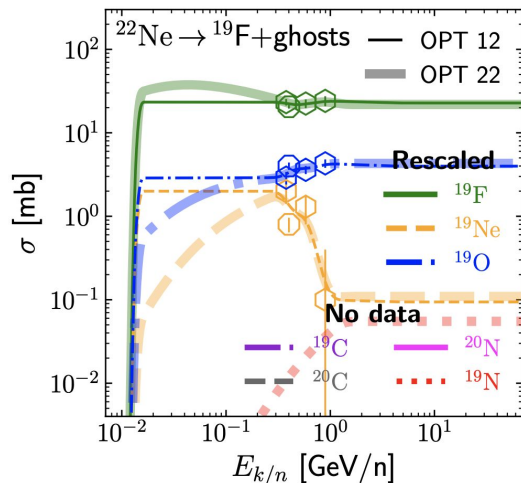 ²²Ne→¹⁹F+ghosts
OPT 12
OPT 22
10²
10¹
10⁰
10⁻¹
10⁻²
σ [mb]
Rescaled
¹⁹F
¹⁹Ne
¹⁹O
No data
¹⁹C
²⁰N
²⁰C
¹⁹N
10⁻²
10⁻¹
10⁰
10¹
E_{k/n} [GeV/n]